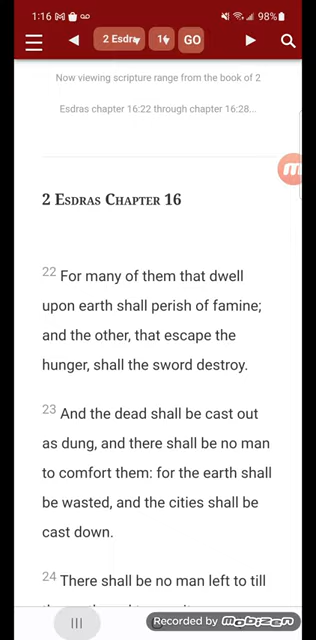 1:16
98%
2 Esdra
16
GO
Now viewing scripture range from the book of 2
Esdras chapter 16:22 through chapter 16:28...
2 Esdras Chapter 16
22 For many of them that dwell
upon earth shall perish of famine;
and the other, that escape the
hunger, shall the sword destroy.
23 And the dead shall be cast out
as dung, and there shall be no man
to comfort them: for the earth shall
be wasted, and the cities shall be
cast down.
24 There shall be no man left to till
Recorded by mobizen